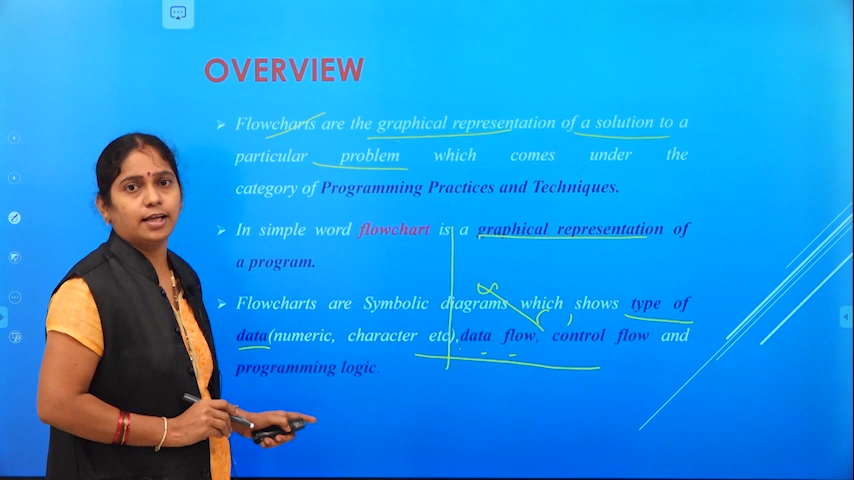 OVERVIEW
Flowcharts are the graphical representation of a solution to a
particular problem which comes under the
category of Programming Practices and Techniques.
In simple word flowchart is a graphical representation of
a program.
Flowcharts are Symbolic diagrams which shows type of
data(numeric, character etc),data flow, control flow and
programming logic.